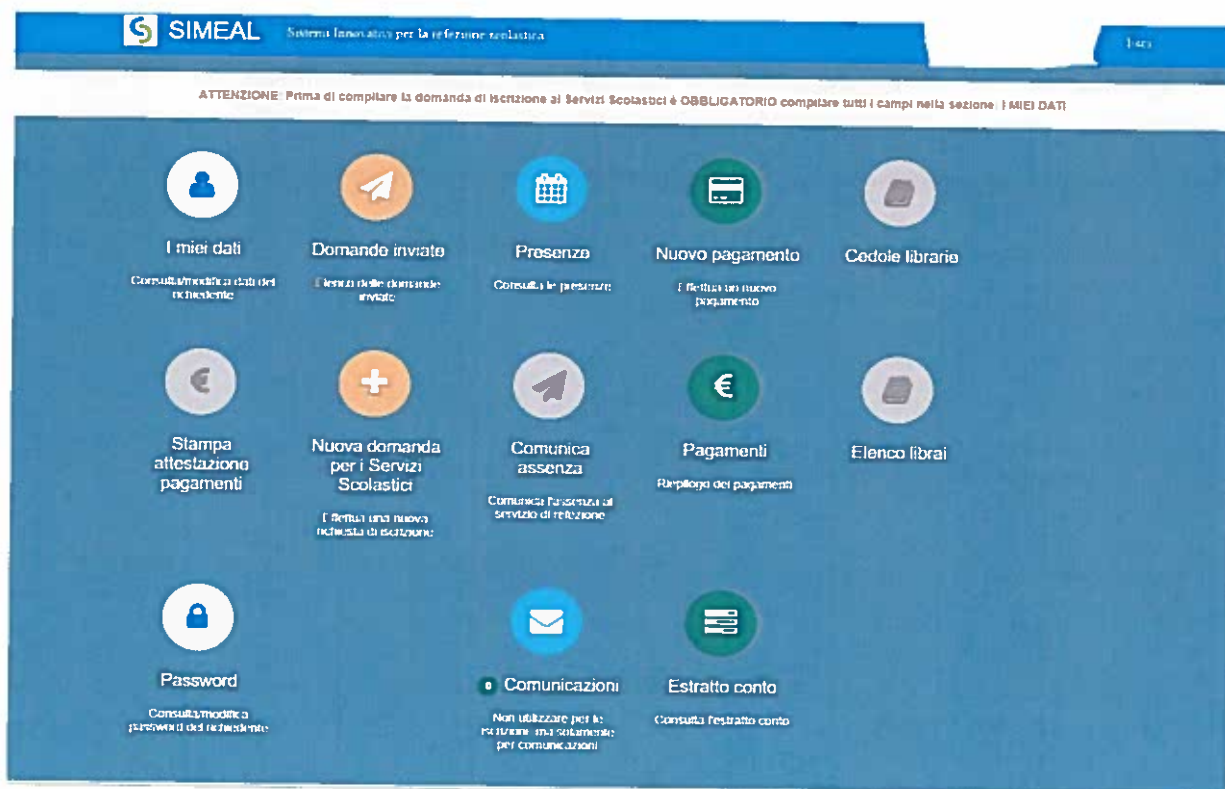 SIMEAL Sistema Innovativo per la refezione scolastica Esci
ATTENZIONE: Prima di compilare la domanda di iscrizione ai Servizi Scolastici è OBBLIGATORIO compilare tutti i campi nella sezione: I MIEI DATI
I miei dati
Consulta/modifica dati del
richiedente
Domande inviate
Elenco delle domande
inviate
Presenze
Consulta le presenze
Nuovo pagamento
Effettua un nuovo
pagamento
Cedole librarie
Stampa
attestazione
pagamenti
Nuova domanda
per i Servizi
Scolastici
Effettua una nuova
richiesta di iscrizione
Comunica
assenza
Comunica l'assenza al
servizio di refezione
Pagamenti
Riepilogo dei pagamenti
Elenco librai
Password
Consulta/modifica
password del richiedente
0 Comunicazioni
Non utilizzare per le
iscrizioni ma solamente
per comunicazioni
Estratto conto
Consulta l'estratto conto